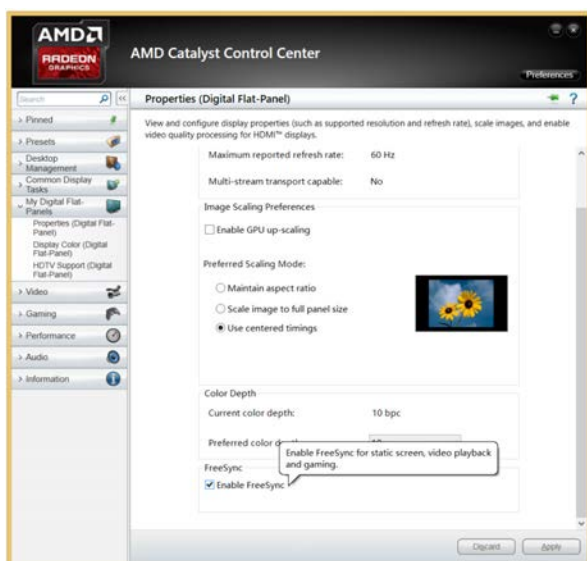 AMD
RADEON
GRAPHICS
AMD Catalyst Control Center
Preferences
Search
Properties (Digital Flat-Panel)
Pinned
Presets
Desktop
Management
Common Display
Tasks
My Digital Flat-
Panels
Properties (Digital Flat-
Panel)
Display Color (Digital
Flat-Panel)
HDTV Support (Digital
Flat-Panel)
Video
Gaming
Performance
Audio
Information
View and configure display properties (such as supported resolution and refresh rate), scale images, and enable
video quality processing for HDMI™ displays.
Maximum reported refresh rate: 60 Hz
Multi-stream transport capable: No
Image Scaling Preferences
Enable GPU up-scaling
Preferred Scaling Mode:
Maintain aspect ratio
Scale image to full panel size
Use centered timings
Color Depth
Current color depth: 10 bpc
Preferred color
Enable FreeSync for static screen, video playback
and gaming.
FreeSync
Enable FreeSync
Discard Apply